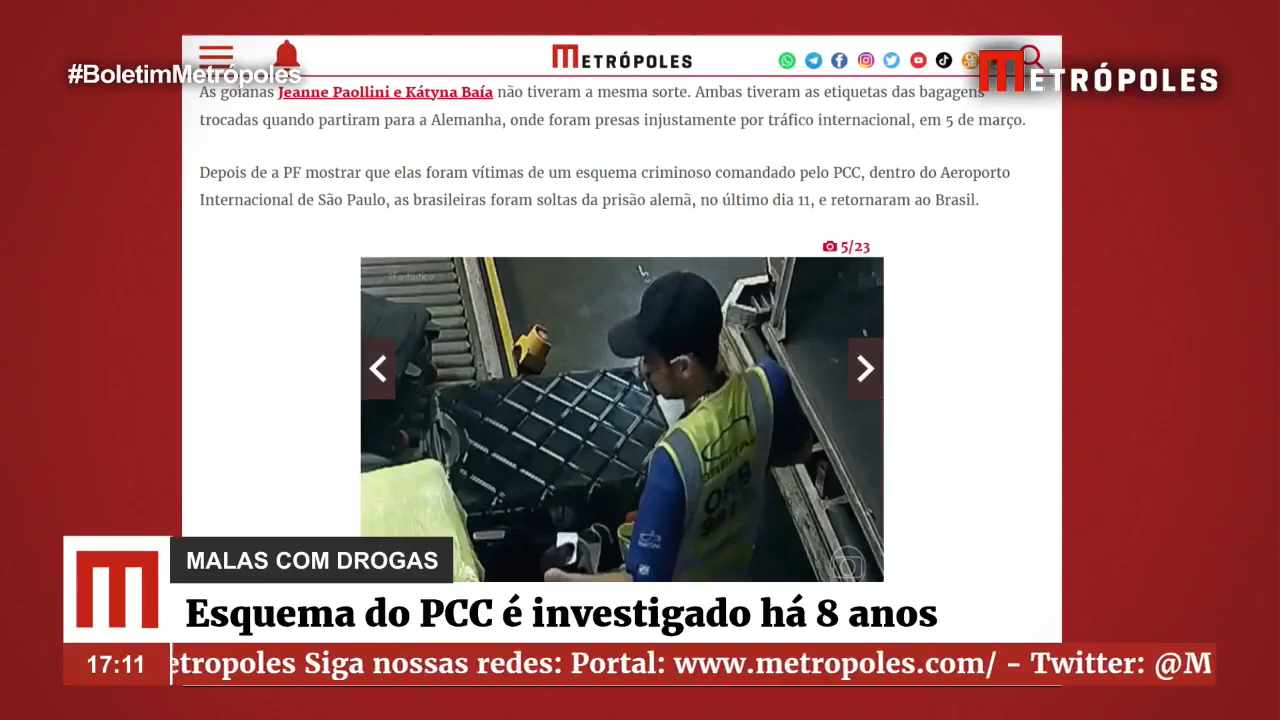 #BoletimMetrópoles
METRÓPOLES
METRÓPOLES
As goianas Jeanne Paollini e Kátyna Baía não tiveram a mesma sorte. Ambas tiveram as etiquetas das bagagens
trocadas quando partiram para a Alemanha, onde foram presas injustamente por tráfico internacional, em 5 de março.
Depois de a PF mostrar que elas foram vítimas de um esquema criminoso comandado pelo PCC, dentro do Aeroporto
Internacional de São Paulo, as brasileiras foram soltas da prisão alemã, no último dia 11, e retornaram ao Brasil.
5/23
#Fantástico
ORBITAL
MALAS COM DROGAS
Esquema do PCC é investigado há 8 anos
17:11
etropoles Siga nossas redes: Portal: www.metropoles.com/ - Twitter: @M